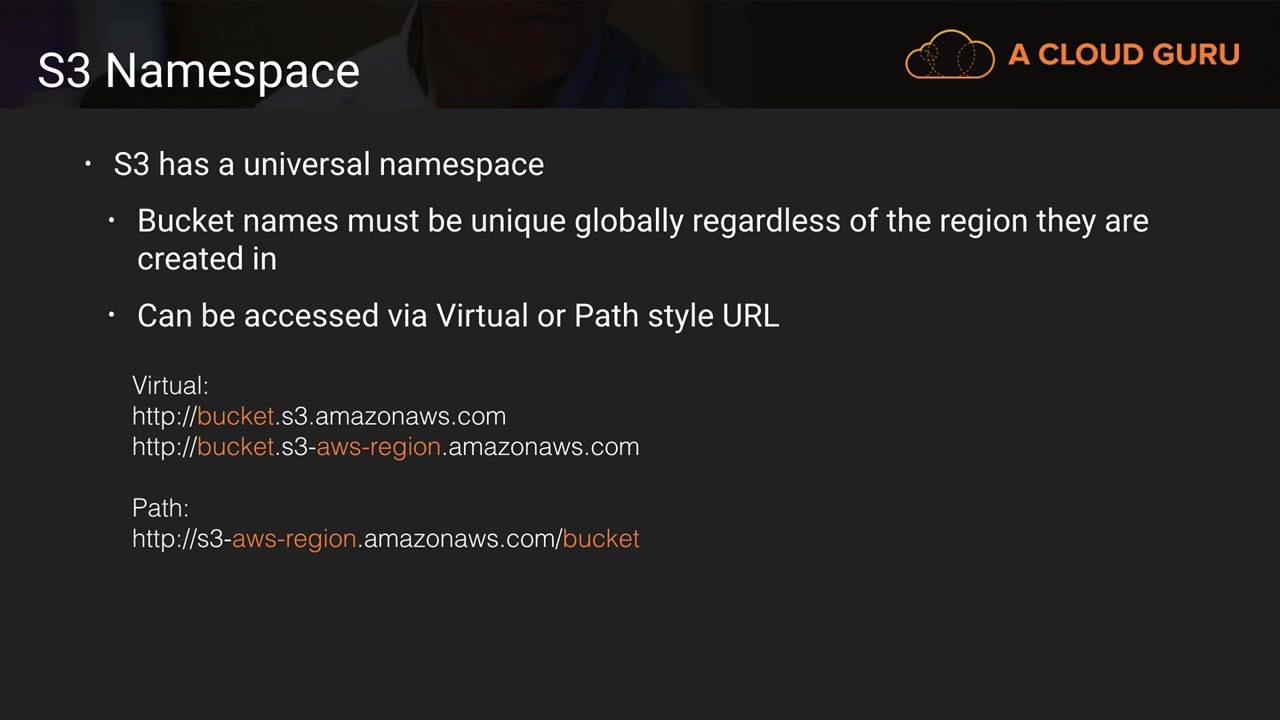 S3 Namespace
A CLOUD GURU
• S3 has a universal namespace
• Bucket names must be unique globally regardless of the region they are
created in
• Can be accessed via Virtual or Path style URL
Virtual:
http://bucket.s3.amazonaws.com
http://bucket.s3-aws-region.amazonaws.com
Path:
http://s3-aws-region.amazonaws.com/bucket